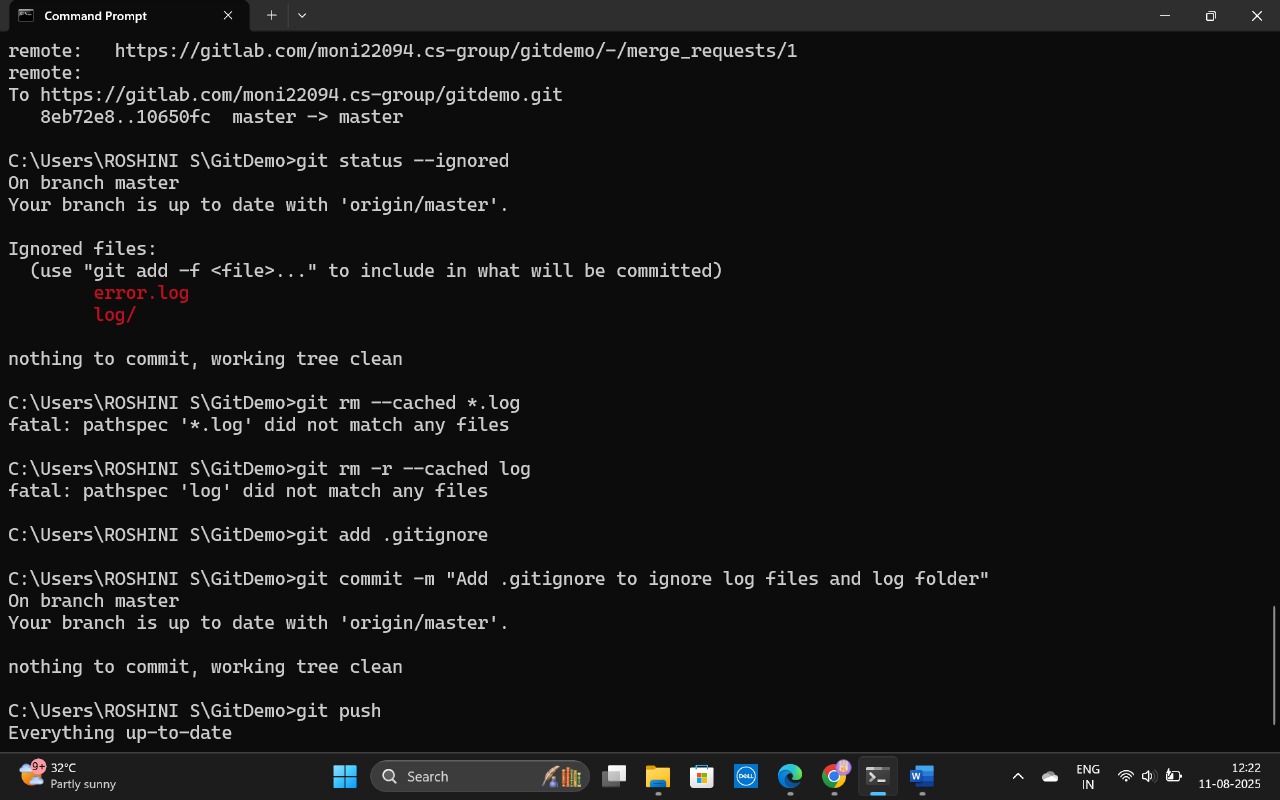 Command Prompt
remote:   https://gitlab.com/moni22094.cs-group/gitdemo/-/merge_requests/1
remote:
To https://gitlab.com/moni22094.cs-group/gitdemo.git
   8eb72e8..10650fc  master -> master
C:\Users\ROSHINI S\GitDemo>git status --ignored
On branch master
Your branch is up to date with 'origin/master'.
Ignored files:
  (use "git add -f <file>..." to include in what will be committed)
        error.log
        log/
nothing to commit, working tree clean
C:\Users\ROSHINI S\GitDemo>git rm --cached *.log
fatal: pathspec '*.log' did not match any files
C:\Users\ROSHINI S\GitDemo>git rm -r --cached log
fatal: pathspec 'log' did not match any files
C:\Users\ROSHINI S\GitDemo>git add .gitignore
C:\Users\ROSHINI S\GitDemo>git commit -m "Add .gitignore to ignore log files and log folder"
On branch master
Your branch is up to date with 'origin/master'.
nothing to commit, working tree clean
C:\Users\ROSHINI S\GitDemo>git push
Everything up-to-date
9+
32°C
Partly sunny
Search
DELL
W
ENG
IN
12:22
11-08-2025